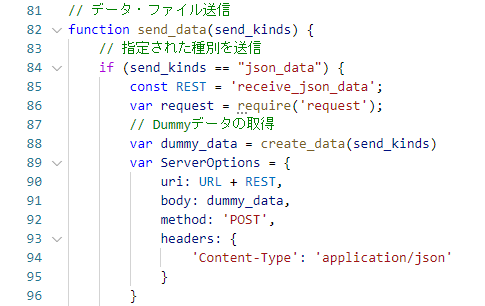 81 // データ・ファイル送信
82 function send_data(send_kinds) {
83 // 指定された種別を送信
84 if (send_kinds == "json_data") {
85 const REST = 'receive_json_data';
86 var request = require('request');
87 // Dummyデータの取得
88 var dummy_data = create_data(send_kinds)
89 var ServerOptions = {
90 uri: URL + REST,
91 body: dummy_data,
92 method: 'POST',
93 headers: {
94 'Content-Type': 'application/json'
95 }
96 }